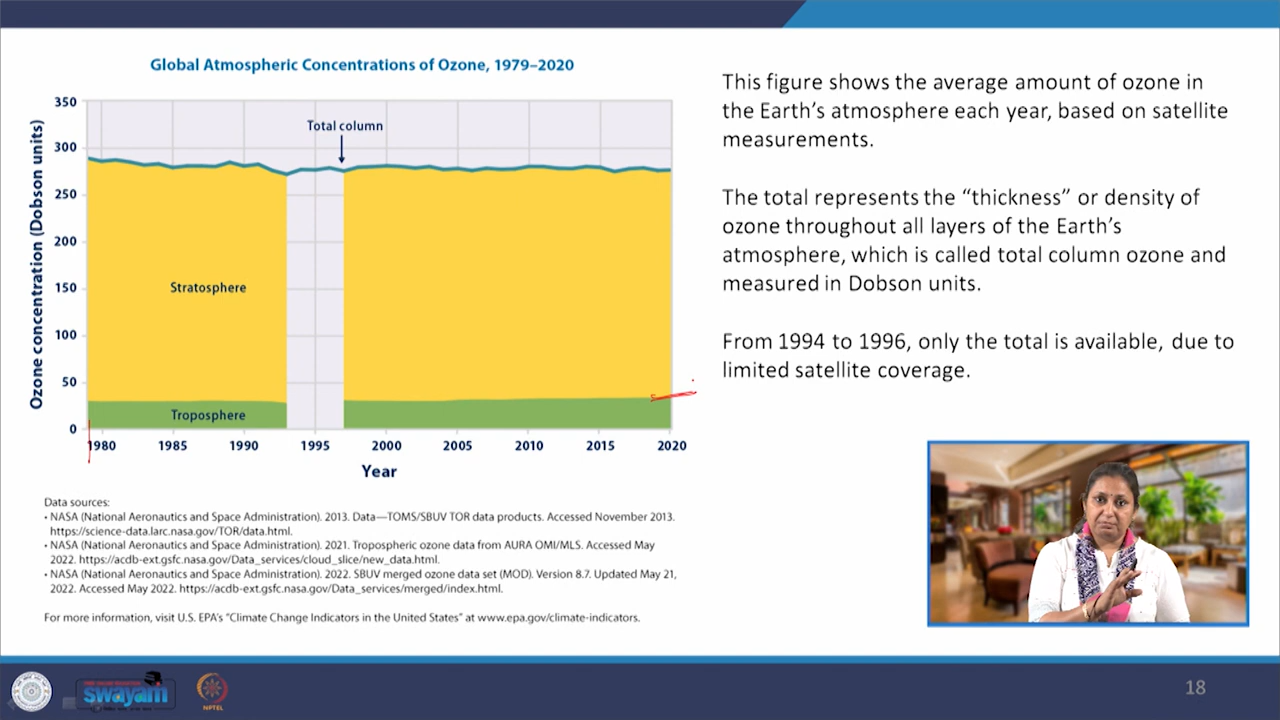 Global Atmospheric Concentrations of Ozone, 1979–2020
Ozone concentration (Dobson units)
350
300
250
200
150
100
50
0
Total column
Stratosphere
Troposphere
1980 1985 1990 1995 2000 2005 2010 2015 2020
Year
Data sources:
• NASA (National Aeronautics and Space Administration). 2013. Data—TOMS/SBUV TOR data products. Accessed November 2013.
https://science-data.larc.nasa.gov/TOR/data.html.
• NASA (National Aeronautics and Space Administration). 2021. Tropospheric ozone data from AURA OMI/MLS. Accessed May
2022. https://acdb-ext.gsfc.nasa.gov/Data_services/cloud_slice/new_data.html.
• NASA (National Aeronautics and Space Administration). 2022. SBUV merged ozone data set (MOD). Version 8.7. Updated May 21,
2022. Accessed May 2022. https://acdb-ext.gsfc.nasa.gov/Data_services/merged/index.html.
For more information, visit U.S. EPA's "Climate Change Indicators in the United States" at www.epa.gov/climate-indicators.
This figure shows the average amount of ozone in
the Earth's atmosphere each year, based on satellite
measurements.
The total represents the “thickness” or density of
ozone throughout all layers of the Earth's
atmosphere, which is called total column ozone and
measured in Dobson units.
From 1994 to 1996, only the total is available, due to
limited satellite coverage.
swayam
NPTEL
18